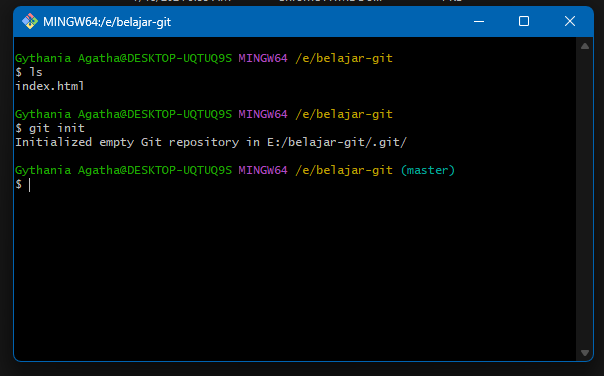 MINGW64:/e/belajar-git
Gythania Agatha@DESKTOP-UQTUQ9S MINGW64 /e/belajar-git
$ ls
index.html
Gythania Agatha@DESKTOP-UQTUQ9S MINGW64 /e/belajar-git
$ git init
Initialized empty Git repository in E:/belajar-git/.git/
Gythania Agatha@DESKTOP-UQTUQ9S MINGW64 /e/belajar-git (master)
$